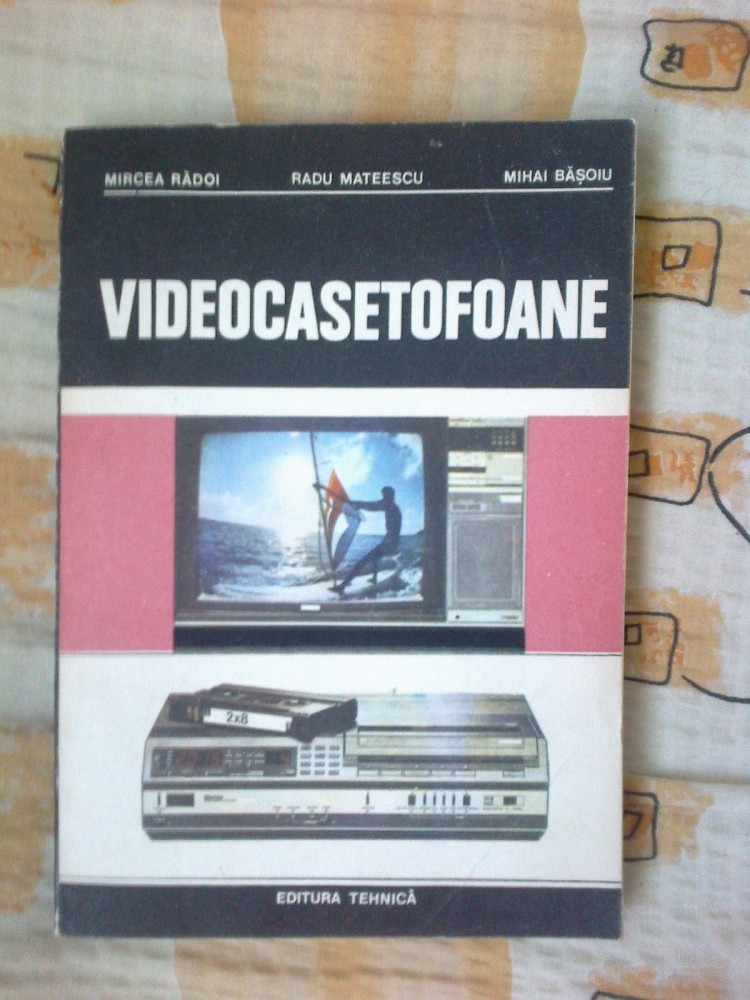 MIRCEA RĂDOI RADU MATEESCU MIHAI BĂȘOIU
VIDEOCASETOFOANE
2x8
EDITURA TEHNICĂ